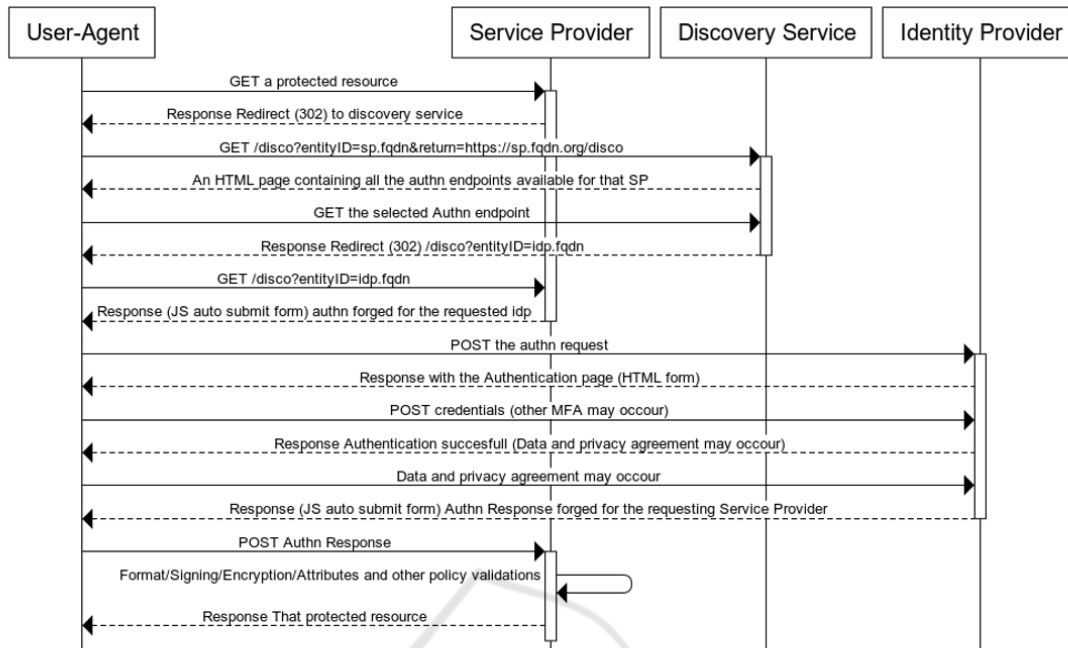 User-Agent
Service Provider
Discovery Service
Identity Provider
GET a protected resource
Response Redirect (302) to discovery service
GET /disco?entityID=sp.fqdn&return=https://sp.fqdn.org/disco
An HTML page containing all the authn endpoints available for that SP
GET the selected Authn endpoint
Response Redirect (302) /disco?entityID=idp.fqdn
GET /disco?entityID=idp.fqdn
Response (JS auto submit form) authn forged for the requested idp
POST the authn request
Response with the Authentication page (HTML form)
POST credentials (other MFA may occour)
Response Authentication succesfull (Data and privacy agreement may occour)
Data and privacy agreement may occour
Response (JS auto submit form) Authn Response forged for the requesting Service Provider
POST Authn Response
Format/Signing/Encryption/Attributes and other policy validations
Response That protected resource